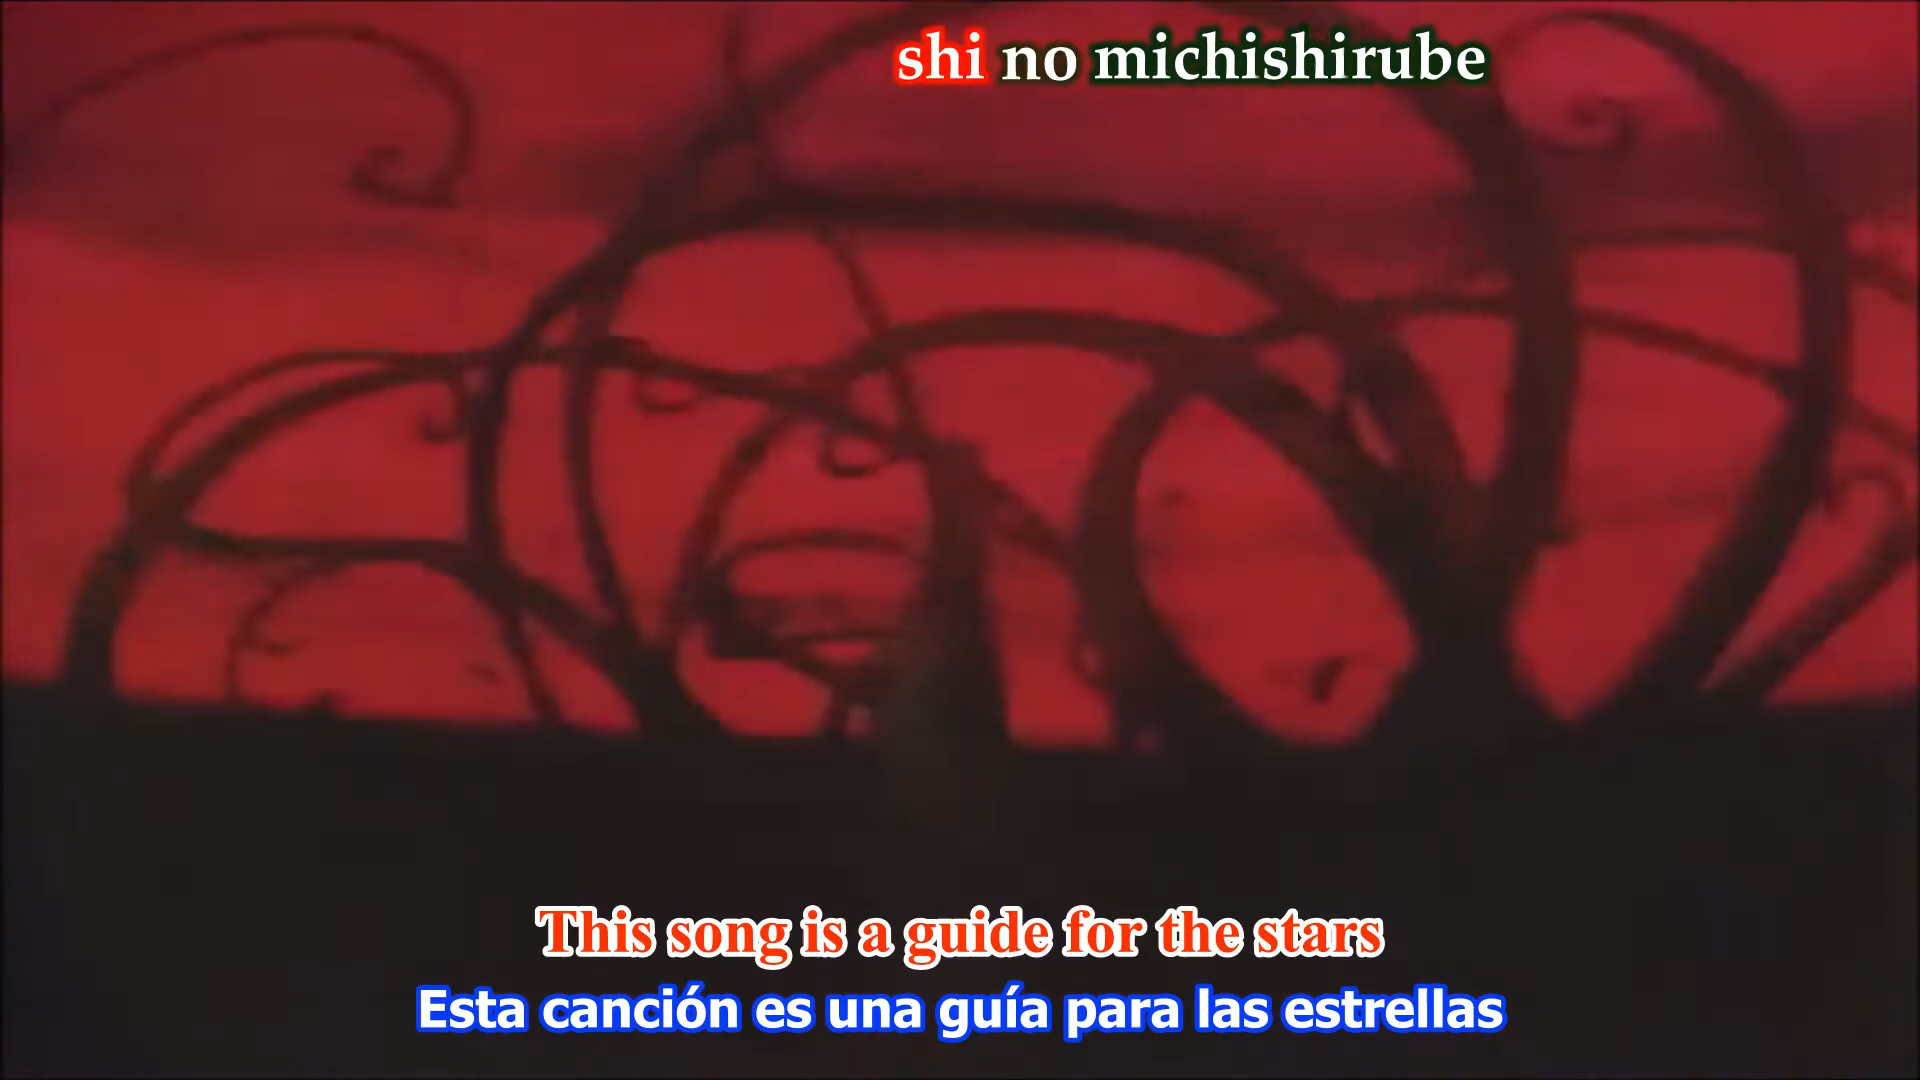 shi no michishirube
This song is a guide for the stars
Esta canción es una guía para las estrellas